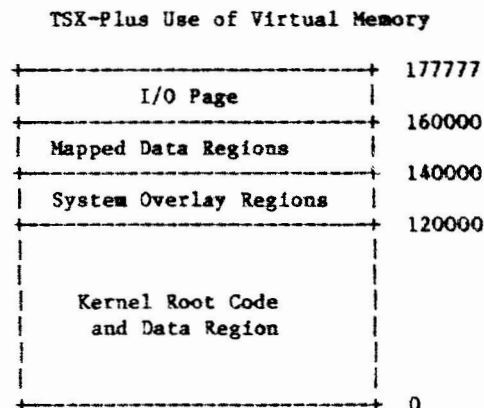 TSX-Plus Use of Virtual Memory
177777
I/O Page
160000
Mapped Data Regions
140000
System Overlay Regions
120000
Kernel Root Code
and Data Region
0